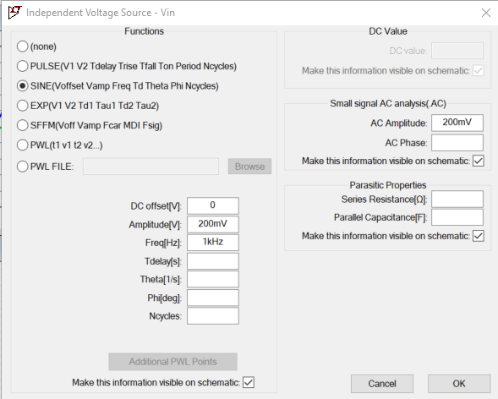 Independent Voltage Source - Vin
Functions
(none)
PULSE(V1 V2 Tdelay Trise Tfall Ton Period Ncycles)
SINE(Voffset Vamp Freq Td Theta Phi Ncycles)
EXP(V1 V2 Td1 Tau1 Td2 Tau2)
SFFM(Voff Vamp Fcar MDI Fsig)
PWL(t1 v1 t2 v2...)
PWL FILE:
Browse
DC offset[V]: 0
Amplitude[V]: 200mV
Freq[Hz]: 1kHz
Tdelay[s]:
Theta[1/s]:
Phi[deg]:
Ncycles:
Additional PWL Points
Make this information visible on schematic:
DC Value
DC value:
Make this information visible on schematic:
Small signal AC analysis(.AC)
AC Amplitude: 200mV
AC Phase:
Make this information visible on schematic:
Parasitic Properties
Series Resistance[Ω]:
Parallel Capacitance[F]:
Make this information visible on schematic:
Cancel OK